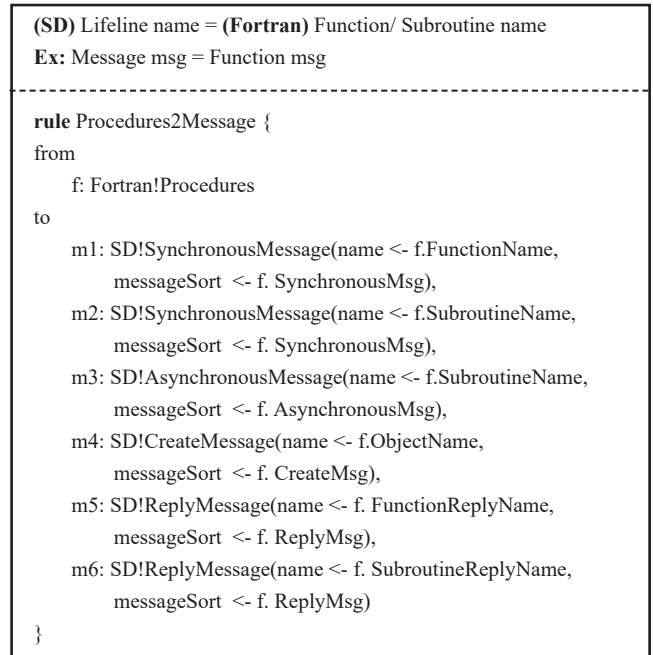 (SD) Lifeline name = (Fortran) Function/ Subroutine name
Ex: Message msg = Function msg
rule Procedures2Message {
from
f: Fortran!Procedures
to
m1: SD!SynchronousMessage(name <- f.FunctionName,
messageSort <- f. SynchronousMsg),
m2: SD!SynchronousMessage(name <- f.SubroutineName,
messageSort <- f. SynchronousMsg),
m3: SD!AsynchronousMessage(name <- f.SubroutineName,
messageSort <- f. AsynchronousMsg),
m4: SD!CreateMessage(name <- f.ObjectName,
messageSort <- f. CreateMsg),
m5: SD!ReplyMessage(name <- f. FunctionReplyName,
messageSort <- f. ReplyMsg),
m6: SD!ReplyMessage(name <- f. SubroutineReplyName,
messageSort <- f. ReplyMsg)
}